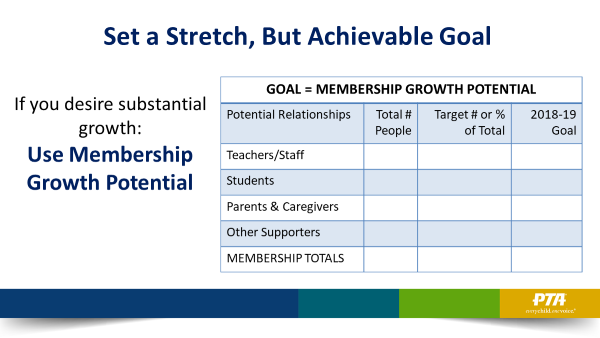 Set a Stretch, But Achievable Goal
If you desire substantial
growth:
Use Membership
Growth Potential
GOAL = MEMBERSHIP GROWTH POTENTIAL
Potential Relationships Total # People Target # or % of Total 2018-19 Goal
Teachers/Staff
Students
Parents & Caregivers
Other Supporters
MEMBERSHIP TOTALS
PTA
everychild.onevoice.